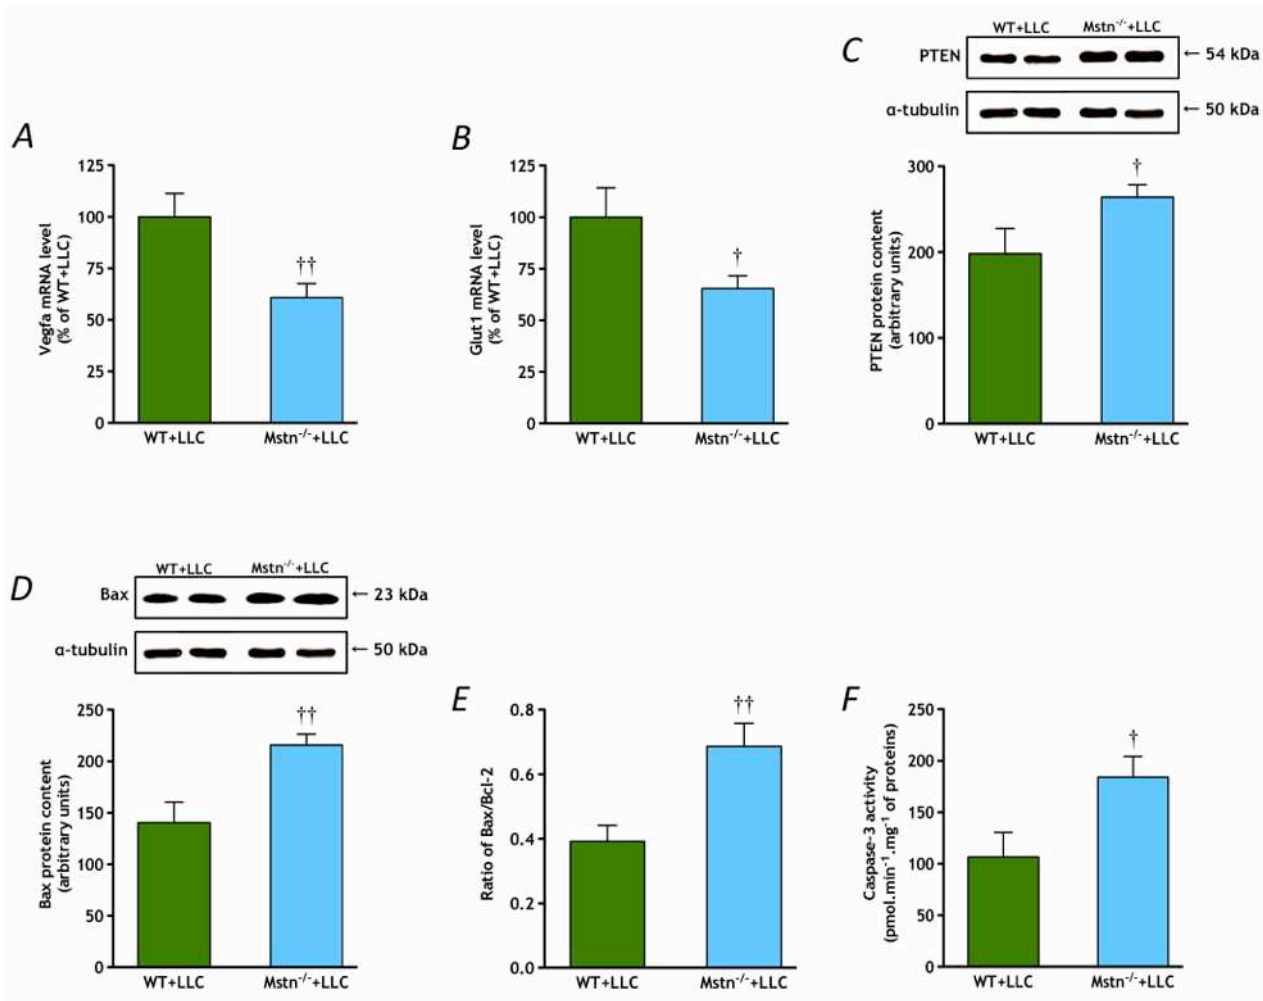 A
Vegfa mRNA level
(% of WT+LLC)
125
100
75
50
25
0
††
WT+LLC
Mstn-/-+LLC
B
Glut1 mRNA level
(% of WT+LLC)
125
100
75
50
25
0
†
WT+LLC
Mstn-/-+LLC
C
WT+LLC
Mstn-/-+LLC
PTEN
← 54 kDa
α-tubulin
← 50 kDa
PTEN protein content
(arbitrary units)
300
200
100
0
†
WT+LLC
Mstn-/-+LLC
D
WT+LLC
Mstn-/-+LLC
Bax
← 23 kDa
α-tubulin
← 50 kDa
Bax protein content
(arbitrary units)
250
200
150
100
50
0
††
WT+LLC
Mstn-/-+LLC
E
Ratio of Bax/Bcl-2
0.8
0.6
0.4
0.2
0.0
††
WT+LLC
Mstn-/-+LLC
F
Caspase-3 activity
(pmol.min-1.mg-1 of proteins)
250
200
150
100
50
0
†
WT+LLC
Mstn-/-+LLC